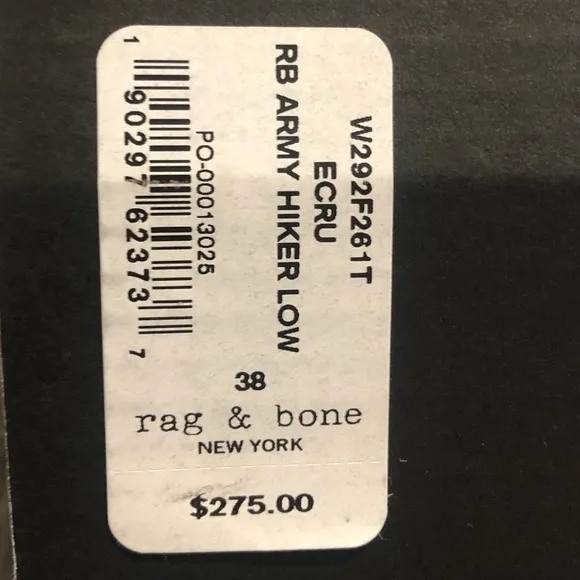 W292F261T
ECRU
RB ARMY HIKER LOW
PO-00013025
1 90297 62373 7
38
rag & bone
NEW YORK
$275.00